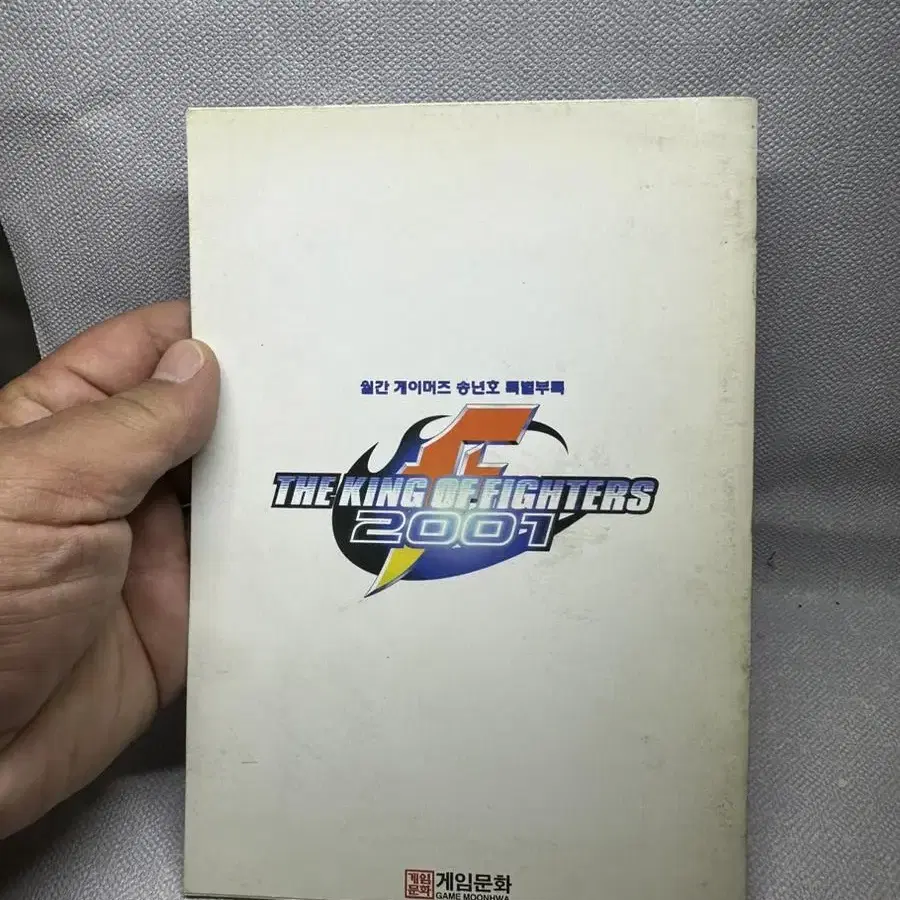 월간 게이머즈 송년호 특별부록
THE KING OF FIGHTERS
2001
게임
문화
게임문화
GAME MOONHWA